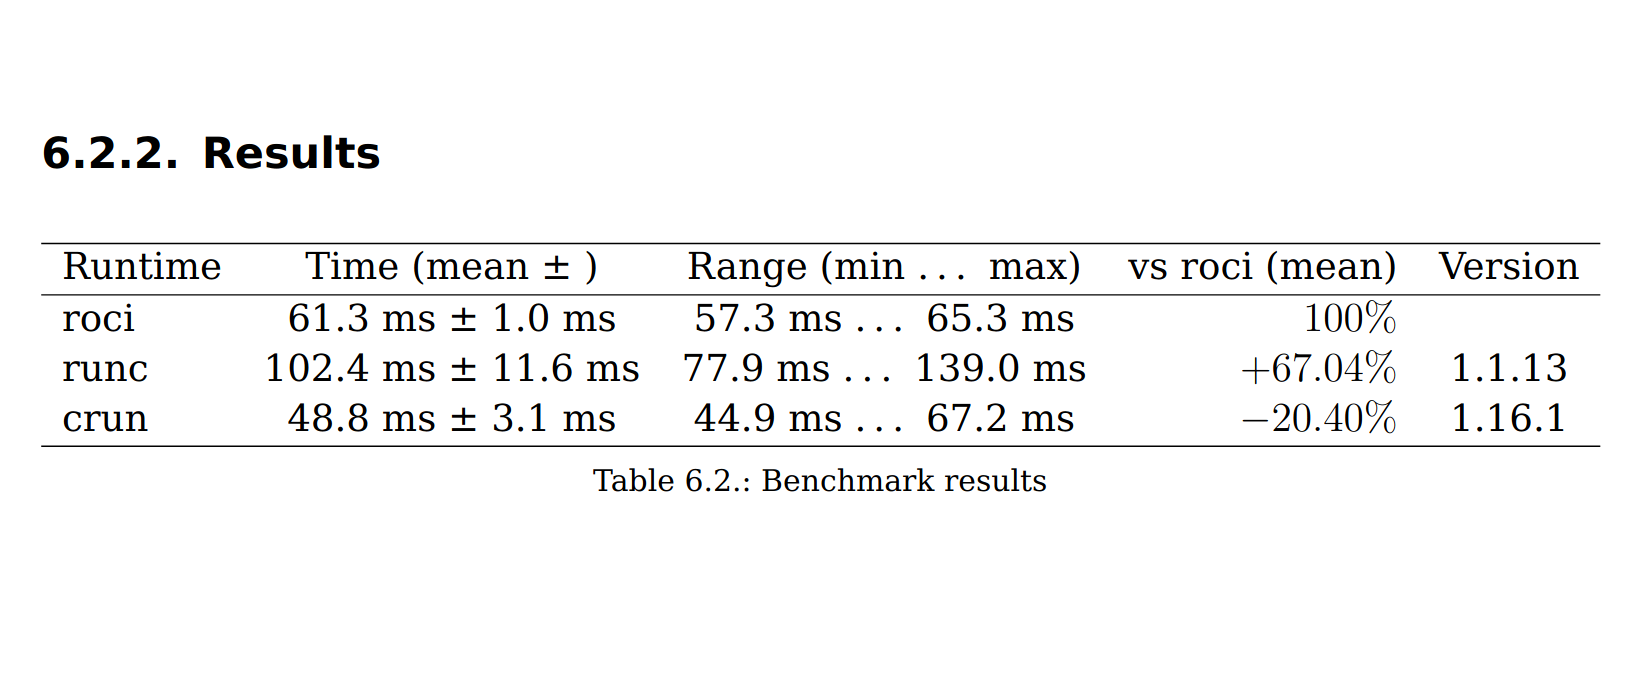 6.2.2. Results
Runtime Time (mean ± ) Range (min ... max) vs roci (mean) Version
roci 61.3 ms ± 1.0 ms 57.3 ms ... 65.3 ms 100%
runc 102.4 ms ± 11.6 ms 77.9 ms ... 139.0 ms +67.04% 1.1.13
crun 48.8 ms ± 3.1 ms 44.9 ms ... 67.2 ms −20.40% 1.16.1
Table 6.2.: Benchmark results